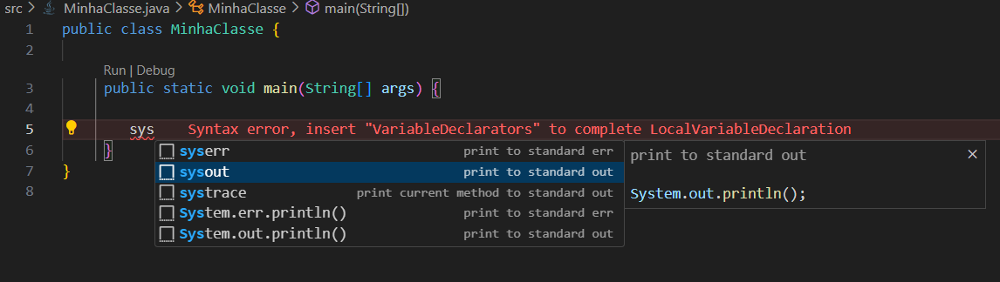 src > MinhaClasse.java > MinhaClasse > main(String[])
1 public class MinhaClasse {
2
Run | Debug
3 public static void main(String[] args) {
4
5 sys Syntax error, insert "VariableDeclarators" to complete LocalVariableDeclaration
6 }
7 }
8
syserr print to standard err
sysout print to standard out
systrace print current method to standard out
System.err.println() print to standard err
System.out.println() print to standard out
print to standard out ×
System.out.println();